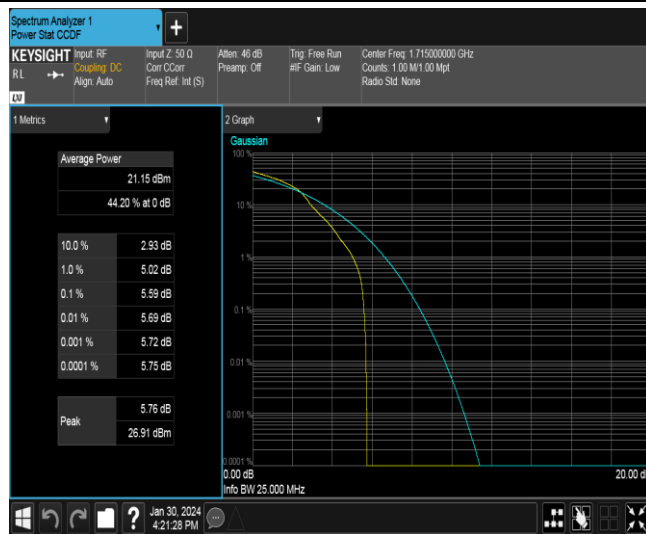 Spectrum Analyzer 1
Power Stat CCDF
+
KEYSIGHT
RL
LXI
Input: RF
Coupling: DC
Align: Auto
Input Z: 50 Ω
Corr CCorr
Freq Ref: Int (S)
Atten: 46 dB
Preamp: Off
Trig: Free Run
#IF Gain: Low
Center Freq: 1.715000000 GHz
Counts: 1.00 M/1.00 Mpt
Radio Std: None
1 Metrics
Average Power
21.15 dBm
44.20 % at 0 dB
10.0 % 2.93 dB
1.0 % 5.02 dB
0.1 % 5.59 dB
0.01 % 5.69 dB
0.001 % 5.72 dB
0.0001 % 5.75 dB
Peak 5.76 dB
26.91 dBm
2 Graph
Gaussian
100 %
10 %
1 %
0.1 %
0.01 %
0.001 %
0.0001 %
0.00 dB 20.00 d
Info BW 25.000 MHz
? Jan 30, 2024
4:21:28 PM